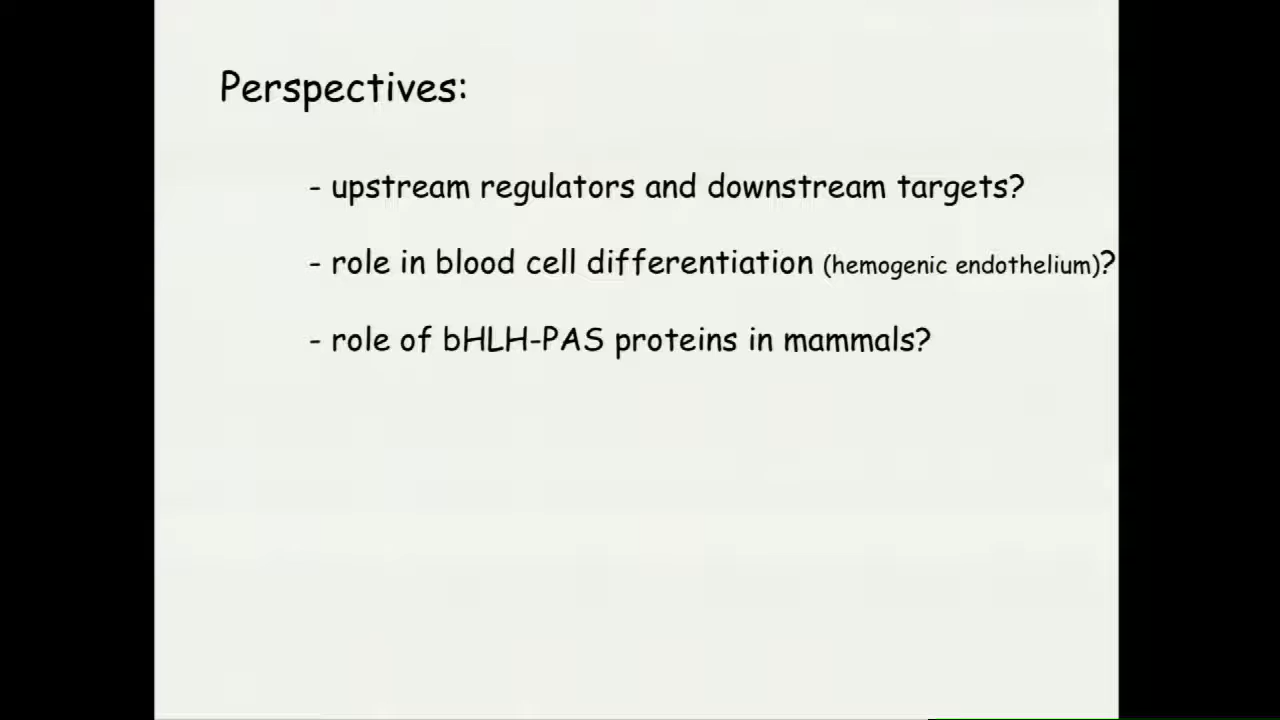 Perspectives:
- upstream regulators and downstream targets?
- role in blood cell differentiation (hemogenic endothelium)?
- role of bHLH-PAS proteins in mammals?